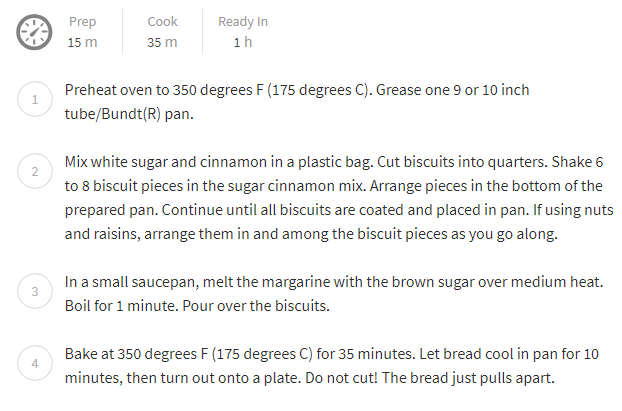 Prep Cook Ready In
15 m 35 m 1 h
1 Preheat oven to 350 degrees F (175 degrees C). Grease one 9 or 10 inch
tube/Bundt(R) pan.
2 Mix white sugar and cinnamon in a plastic bag. Cut biscuits into quarters. Shake 6
to 8 biscuit pieces in the sugar cinnamon mix. Arrange pieces in the bottom of the
prepared pan. Continue until all biscuits are coated and placed in pan. If using nuts
and raisins, arrange them in and among the biscuit pieces as you go along.
3 In a small saucepan, melt the margarine with the brown sugar over medium heat.
Boil for 1 minute. Pour over the biscuits.
4 Bake at 350 degrees F (175 degrees C) for 35 minutes. Let bread cool in pan for 10
minutes, then turn out onto a plate. Do not cut! The bread just pulls apart.